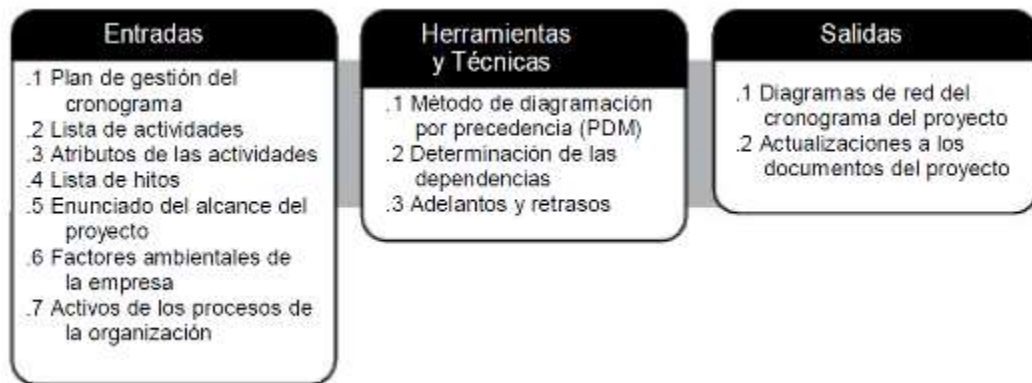 Entradas
.1 Plan de gestión del
cronograma
.2 Lista de actividades
.3 Atributos de las actividades
.4 Lista de hitos
.5 Enunciado del alcance del
proyecto
.6 Factores ambientales de
la empresa
.7 Activos de los procesos de
la organización
Herramientas
y Técnicas
.1 Método de diagramación
por precedencia (PDM)
.2 Determinación de las
dependencias
.3 Adelantos y retrasos
Salidas
.1 Diagramas de red del
cronograma del proyecto
.2 Actualizaciones a los
documentos del proyecto